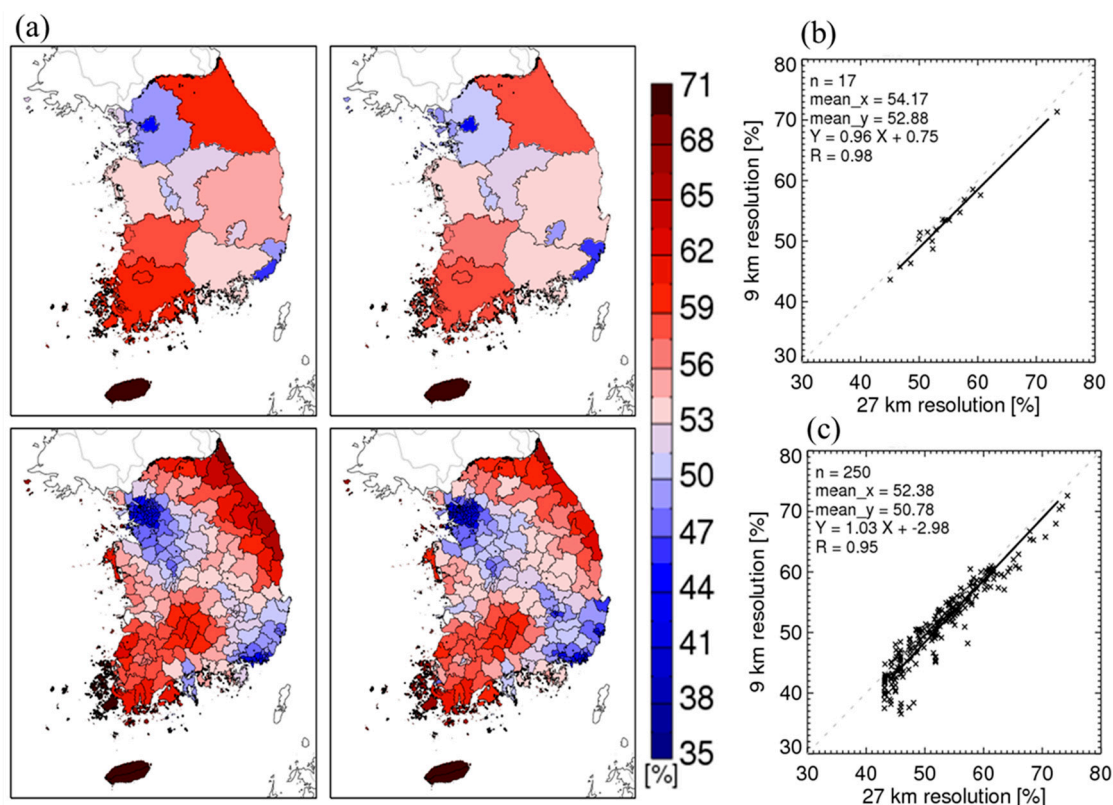 (a)
71
68
65
62
59
56
53
50
47
44
41
38
35
[%]
(b)
80
70
60
50
40
30
9 km resolution [%]
n = 17
mean_x = 54.17
mean_y = 52.88
Y = 0.96 X + 0.75
R = 0.98
30 40 50 60 70 80
27 km resolution [%]
(c)
80
70
60
50
40
30
9 km resolution [%]
n = 250
mean_x = 52.38
mean_y = 50.78
Y = 1.03 X + -2.98
R = 0.95
30 40 50 60 70 80
27 km resolution [%]